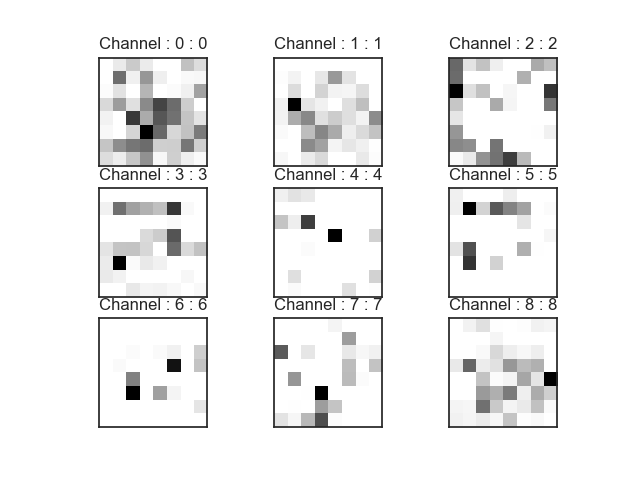 Channel : 0 : 0
Channel : 1 : 1
Channel : 2 : 2
Channel : 3 : 3
Channel : 4 : 4
Channel : 5 : 5
Channel : 6 : 6
Channel : 7 : 7
Channel : 8 : 8